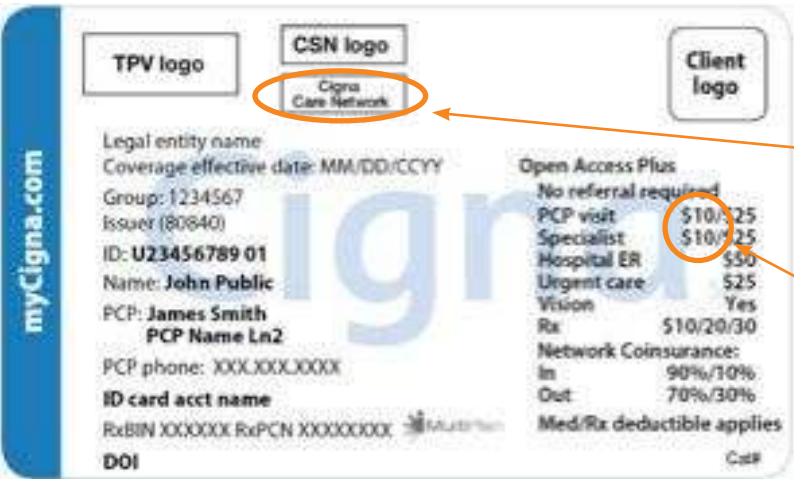 TPV logo
CSN logo
Cigna
Care Network
Client
logo
myCigna.com
Cigna
Legal entity name
Coverage effective date: MM/DD/CCYY
Group: 1234567
Issuer (80840)
ID: U23456789 01
Name: John Public
PCP: James Smith
PCP Name Ln2
PCP phone: XXX.XXX.XXXX
ID card acct name
RxBIN XXXXXX RxPCN XXXXXXXX
DOI
Open Access Plus
No referral required
PCP visit $10/$25
Specialist $10/$25
Hospital ER $50
Urgent care $25
Vision Yes
Rx $10/20/30
Network Coinsurance:
In 90%/10%
Out 70%/30%
Med/Rx deductible applies
Cat#